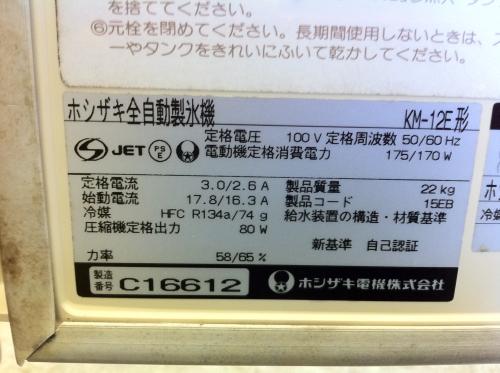 を捨ててください。
⑥元栓を閉めてください。長期間使用しないときは、ス
ーやタンクをきれいにふいて乾かしてください。
ホシザキ全自動製氷機 KM-12E形
定格電圧 100V 定格周波数 50/60 Hz
JET PS E 電動機定格消費電力 175/170 W
定格電流 3.0/2.6 A 製品質量 22 kg
始動電流 17.8/16.3 A 製品コード 15EB
冷媒 HFC R134a/74 g 給水装置の構造・材質基準
圧縮機定格出力 80 W
新基準 自己認証
力率 58/65 %
製造番号 C16612 ホシザキ電機株式会社